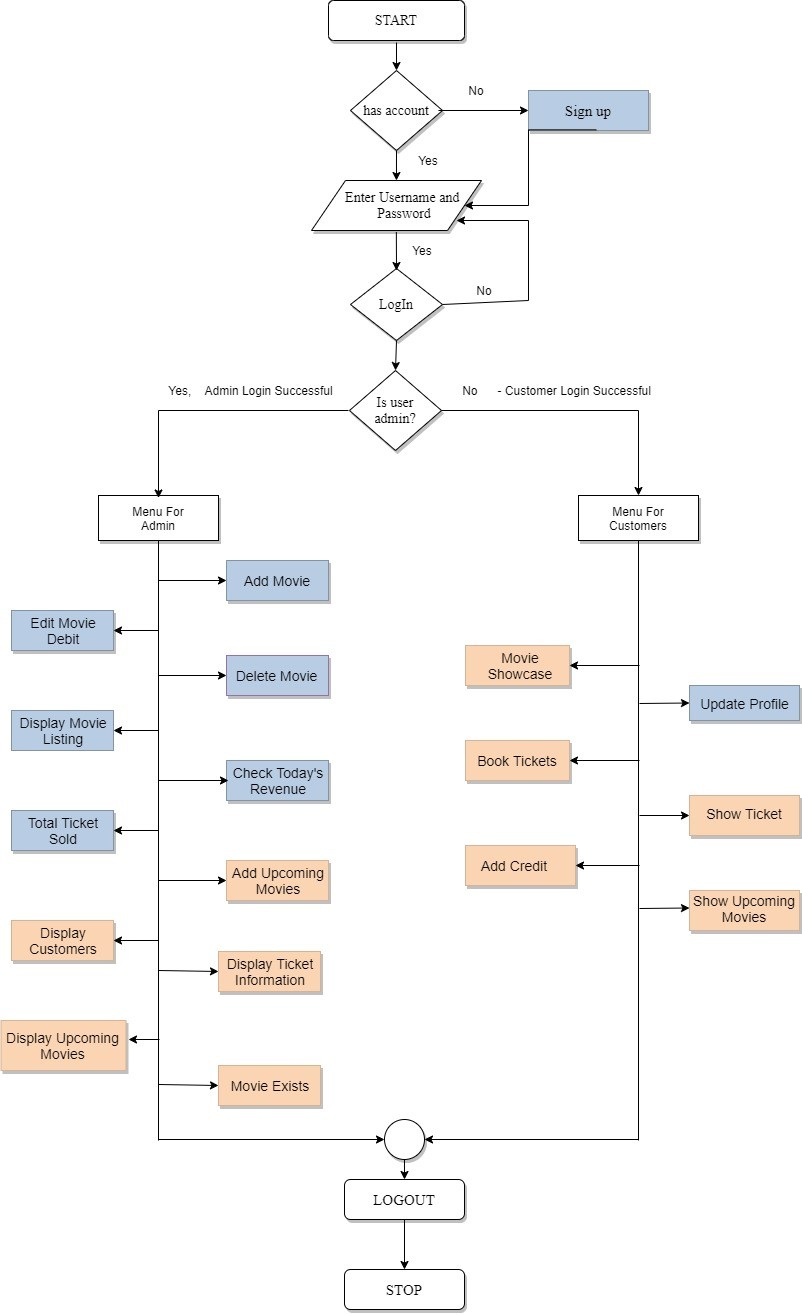 START
has account
No
Sign up
Yes
Enter Username and
Password
Yes
LogIn
No
Yes, Admin Login Successful
Is user
admin?
No - Customer Login Successful
Menu For
Admin
Menu For
Customers
Add Movie
Edit Movie
Debit
Delete Movie
Display Movie
Listing
Check Today's
Revenue
Total Ticket
Sold
Add Upcoming
Movies
Display
Customers
Display Ticket
Information
Display Upcoming
Movies
Movie Exists
Movie
Showcase
Update Profile
Book Tickets
Show Ticket
Add Credit
Show Upcoming
Movies
LOGOUT
STOP